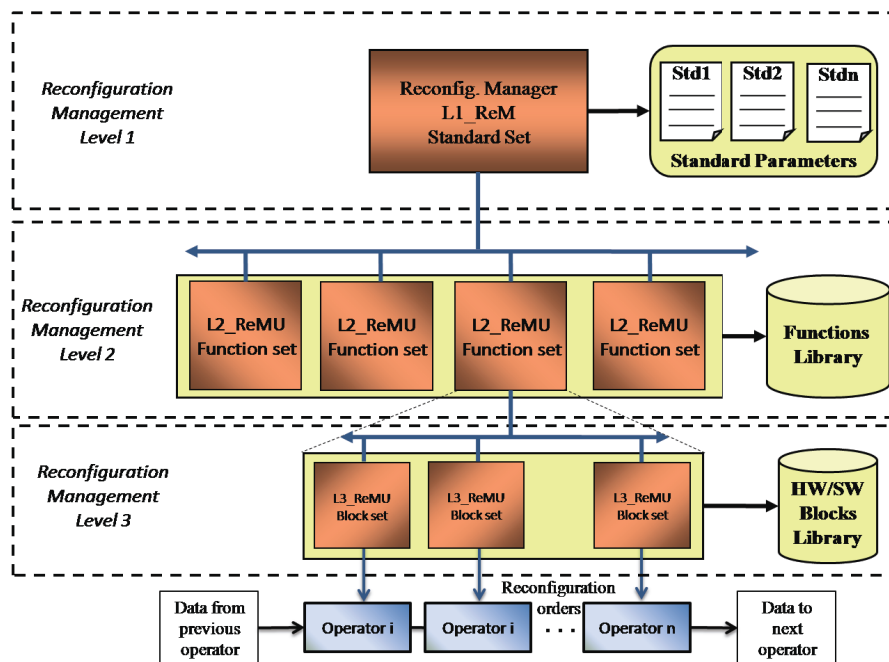 Reconfiguration
Management
Level 1
Reconfig. Manager
L1_ReM
Standard Set
Std1
Std2
Stdn
Standard Parameters
Reconfiguration
Management
Level 2
L2_ReMU
Function set
L2_ReMU
Function set
L2_ReMU
Function set
L2_ReMU
Function set
Functions
Library
Reconfiguration
Management
Level 3
L3_ReMU
Block set
L3_ReMU
Block set
L3_ReMU
Block set
HW/SW
Blocks
Library
Reconfiguration
orders
Data from
previous
operator
Operator i
Operator i
. . .
Operator n
Data to
next
operator